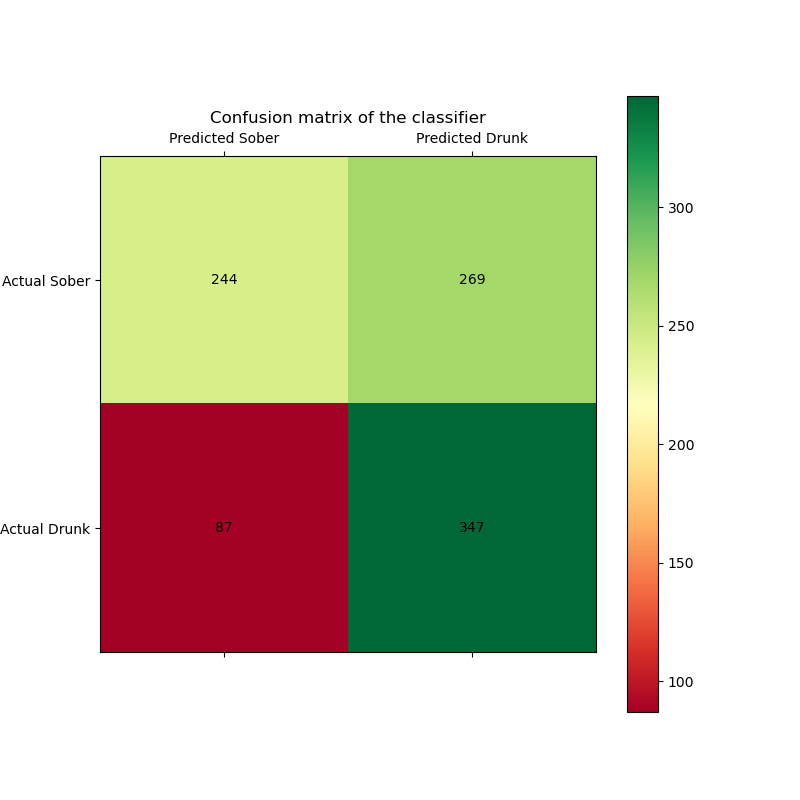 Confusion matrix of the classifier
Predicted Sober Predicted Drunk
Actual Sober 244 269
Actual Drunk 87 347
300
250
200
150
100